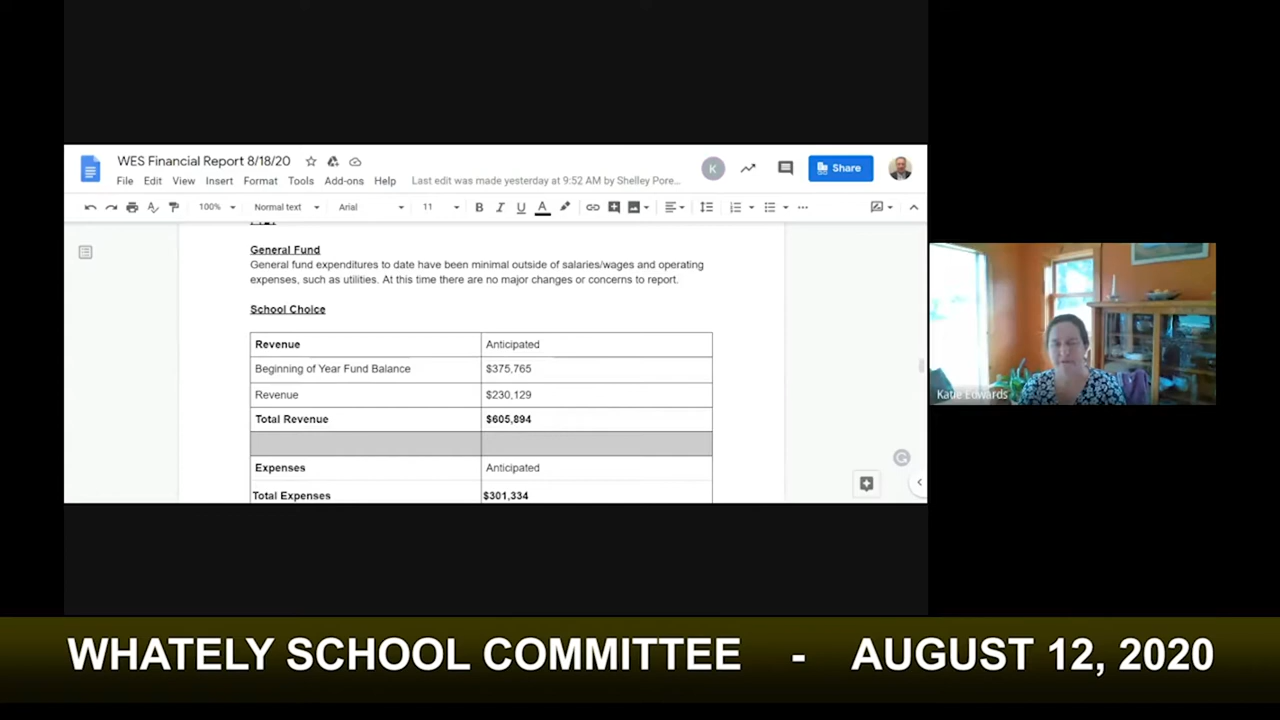 WES Financial Report 8/18/20
File Edit View Insert Format Tools Add-ons Help Last edit was made yesterday at 9:52 AM by Shelley Pore...
K
Share
100% Normal text Arial 11 B I U A
General Fund
General fund expenditures to date have been minimal outside of salaries/wages and operating
expenses, such as utilities. At this time there are no major changes or concerns to report.
School Choice
Revenue Anticipated
Beginning of Year Fund Balance $375,765
Revenue $230,129
Total Revenue $605,894
Expenses Anticipated
Total Expenses $301,334
Katie Edwards
WHATELY SCHOOL COMMITTEE - AUGUST 12, 2020